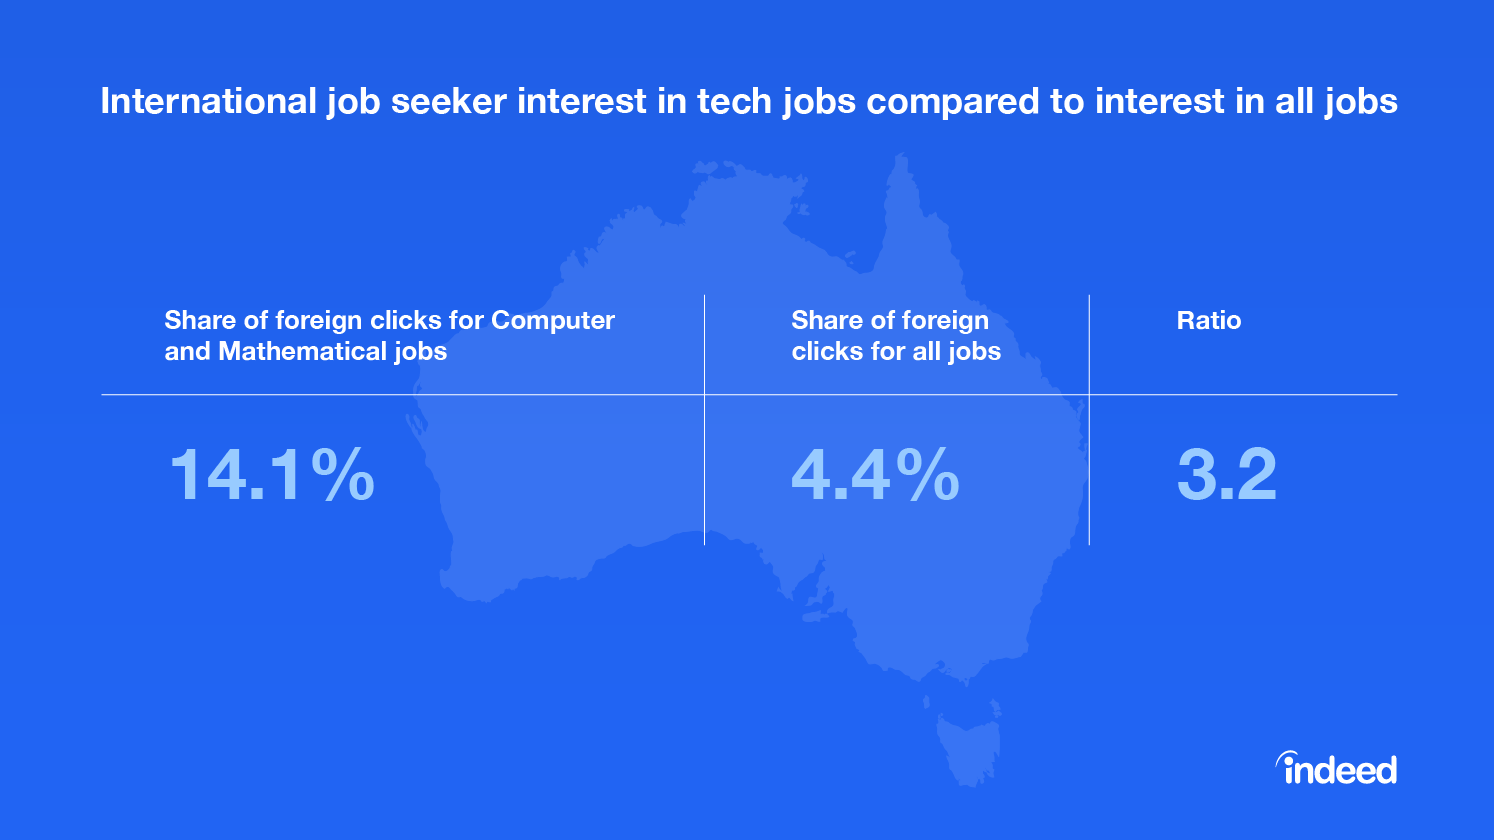 International job seeker interest in tech jobs compared to interest in all jobs
Share of foreign clicks for Computer
and Mathematical jobs
Share of foreign
clicks for all jobs
Ratio
14.1%
4.4%
3.2
indeed